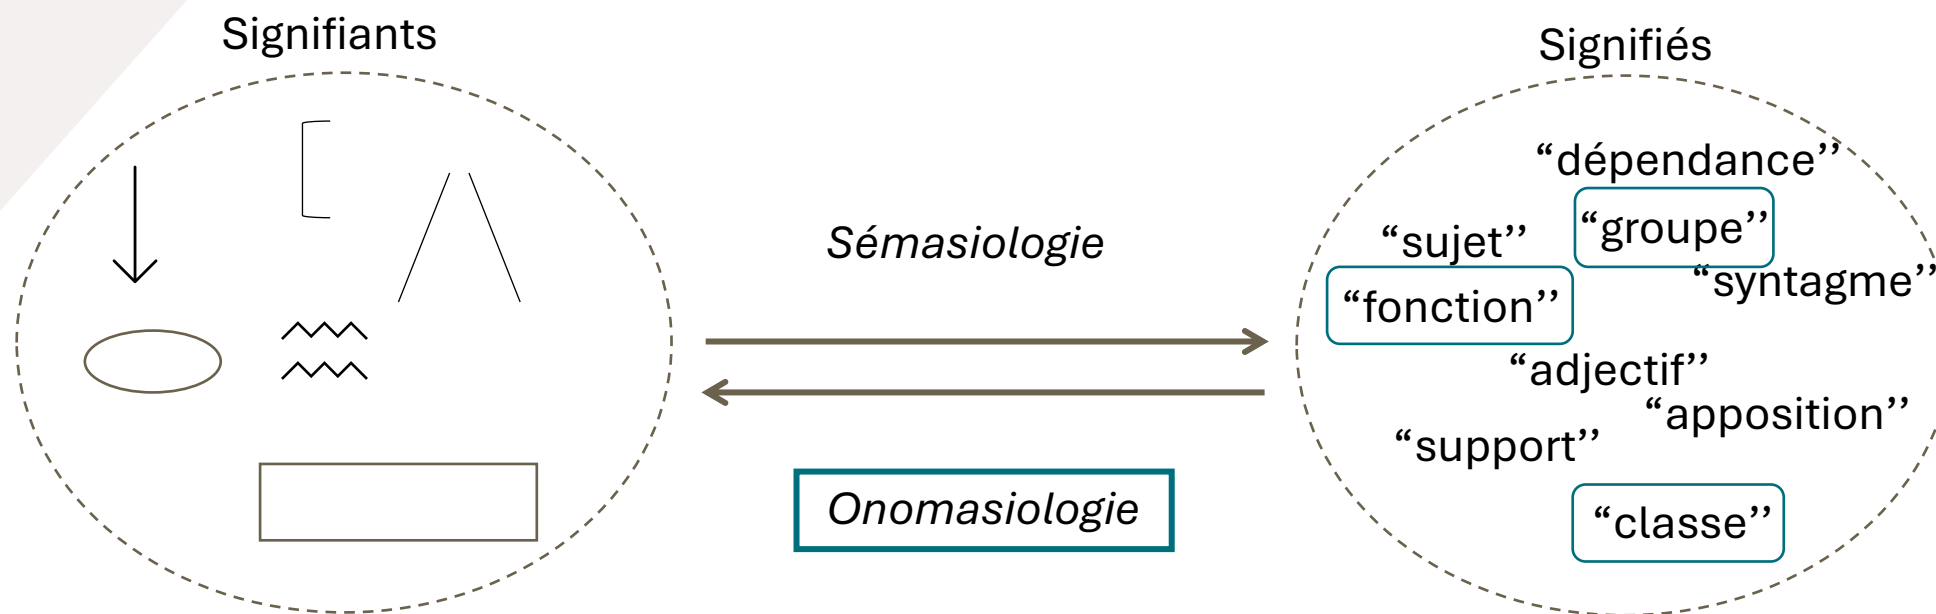 Signifiants
Signifiés
“dépendance’’
“groupe’’
“sujet’’
“syntagme’’
“fonction’’
“adjectif’’
“apposition’’
“support’’
“classe’’
Sémasiologie
Onomasiologie